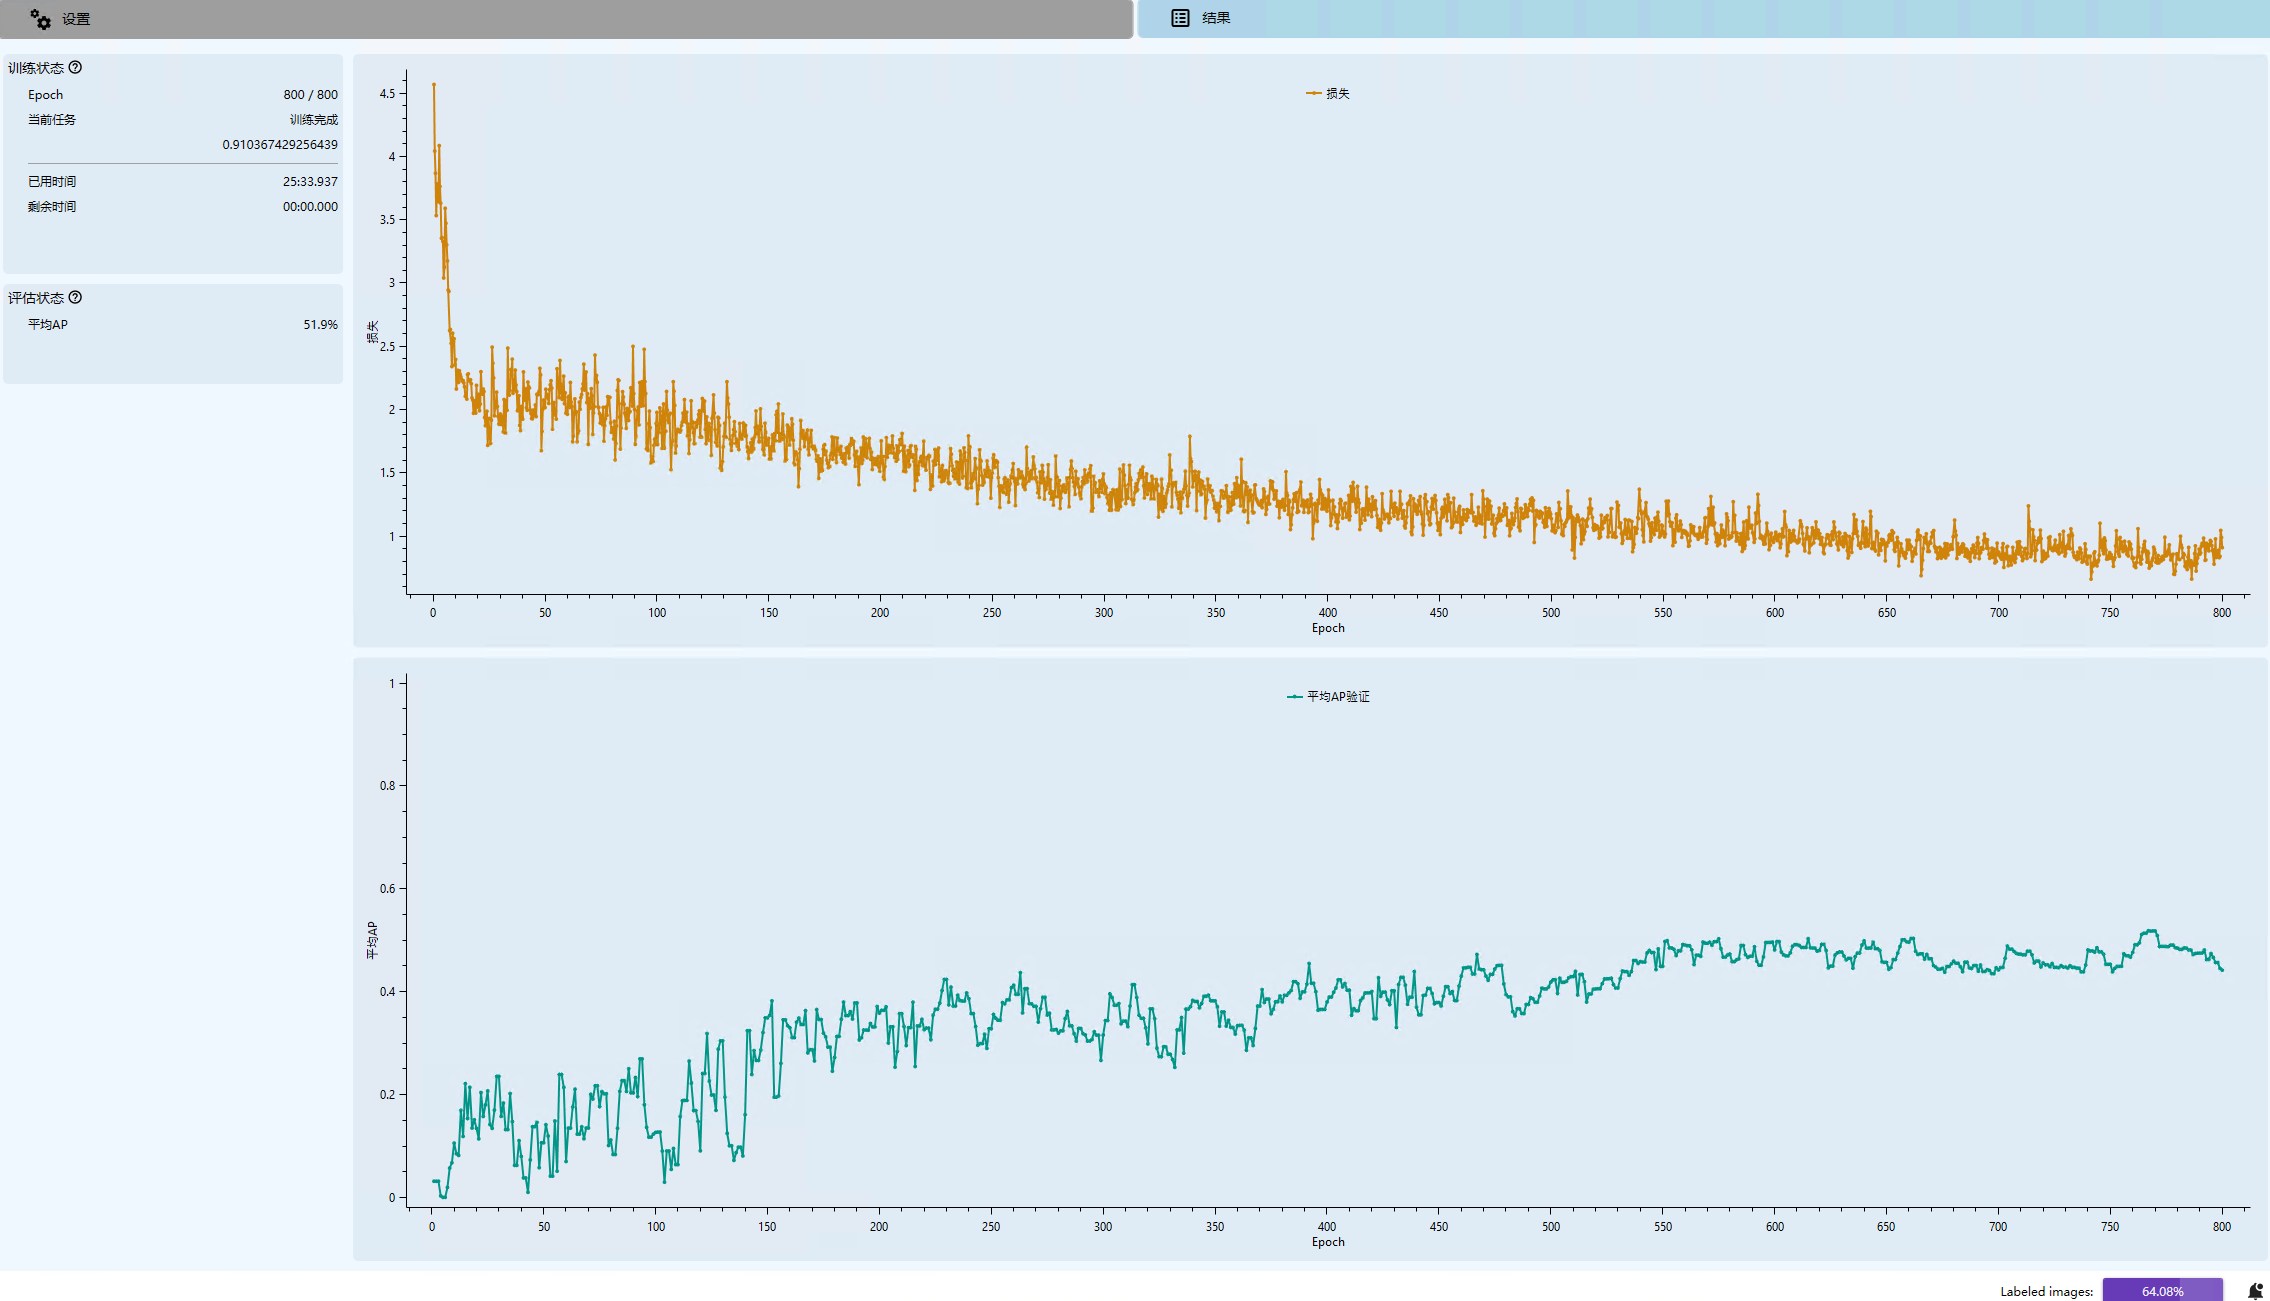 设置
结果
训练状态
Epoch 800 / 800
当前任务 训练完成
0.910367429256439
已用时间 25:33.937
剩余时间 00:00.000
评估状态
平均AP 51.9%
损失
4.5
4
3.5
3
2.5
2
1.5
1
损失
0 50 100 150 200 250 300 350 400 450 500 550 600 650 700 750 800
Epoch
平均AP验证
1
0.8
0.6
0.4
0.2
0
平均AP
0 50 100 150 200 250 300 350 400 450 500 550 600 650 700 750 800
Epoch
Labeled images: 64.08%